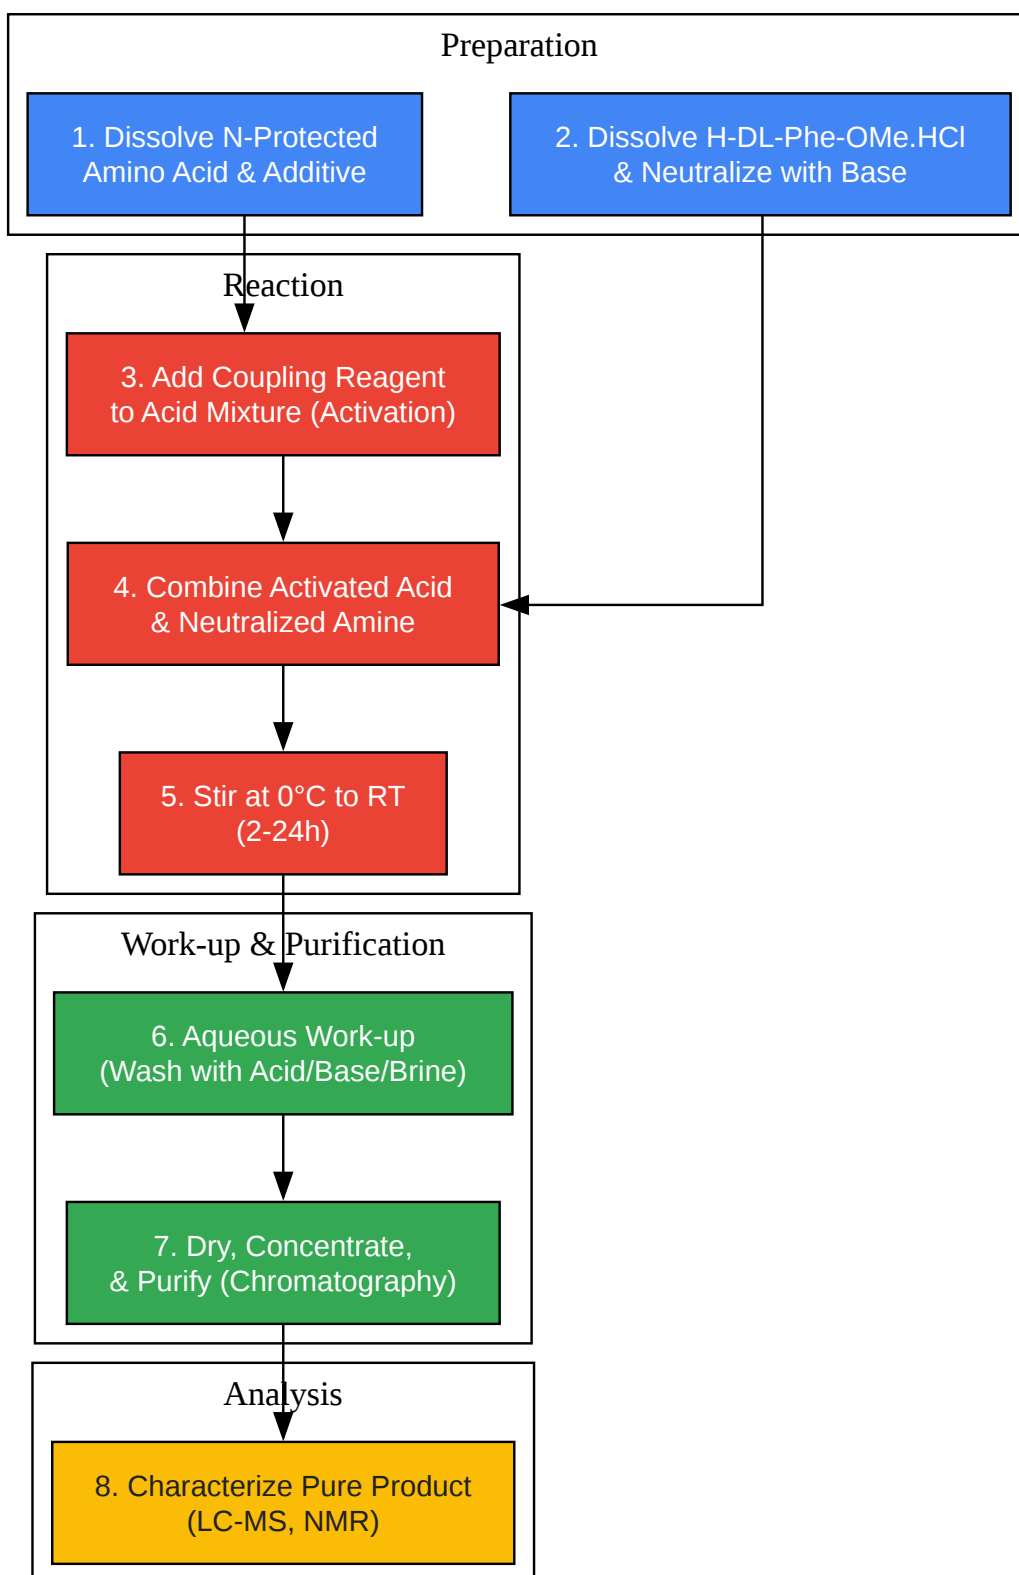 Preparation
1. Dissolve N-Protected
Amino Acid & Additive
2. Dissolve H-DL-Phe-OMe.HCl
& Neutralize with Base
Reaction
3. Add Coupling Reagent
to Acid Mixture (Activation)
4. Combine Activated Acid
& Neutralized Amine
5. Stir at 0°C to RT
(2-24h)
Work-up & Purification
6. Aqueous Work-up
(Wash with Acid/Base/Brine)
7. Dry, Concentrate,
& Purify (Chromatography)
Analysis
8. Characterize Pure Product
(LC-MS, NMR)